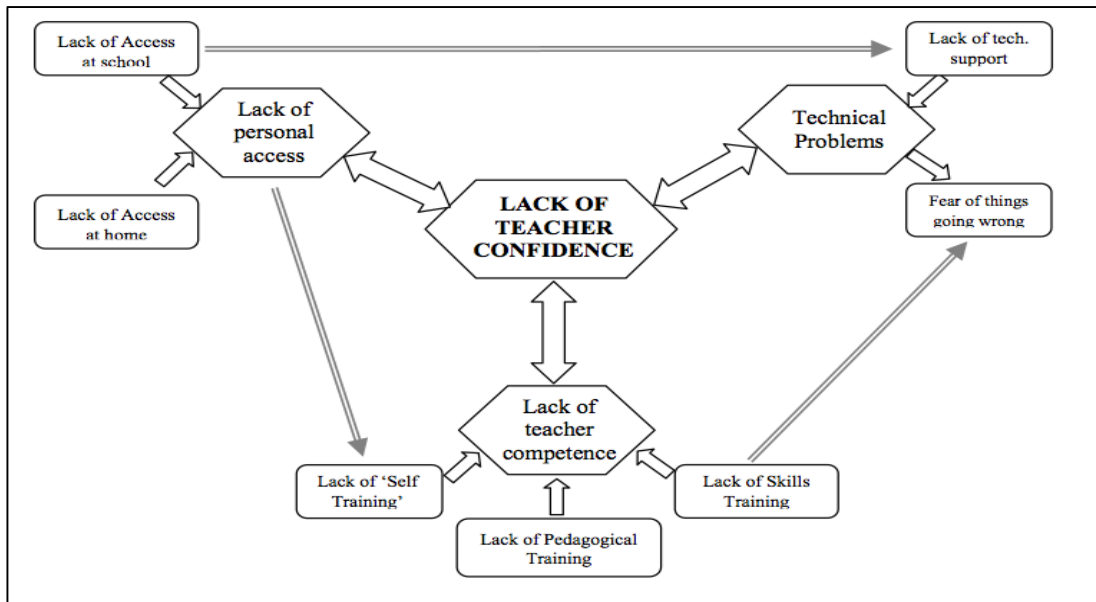 Lack of Access
at school
Lack of tech.
support
Lack of
personal
access
Technical
Problems
LACK OF
TEACHER
CONFIDENCE
Lack of Access
at home
Fear of things
going wrong
Lack of
teacher
competence
Lack of ‘Self
Training’
Lack of Skills
Training
Lack of Pedagogical
Training